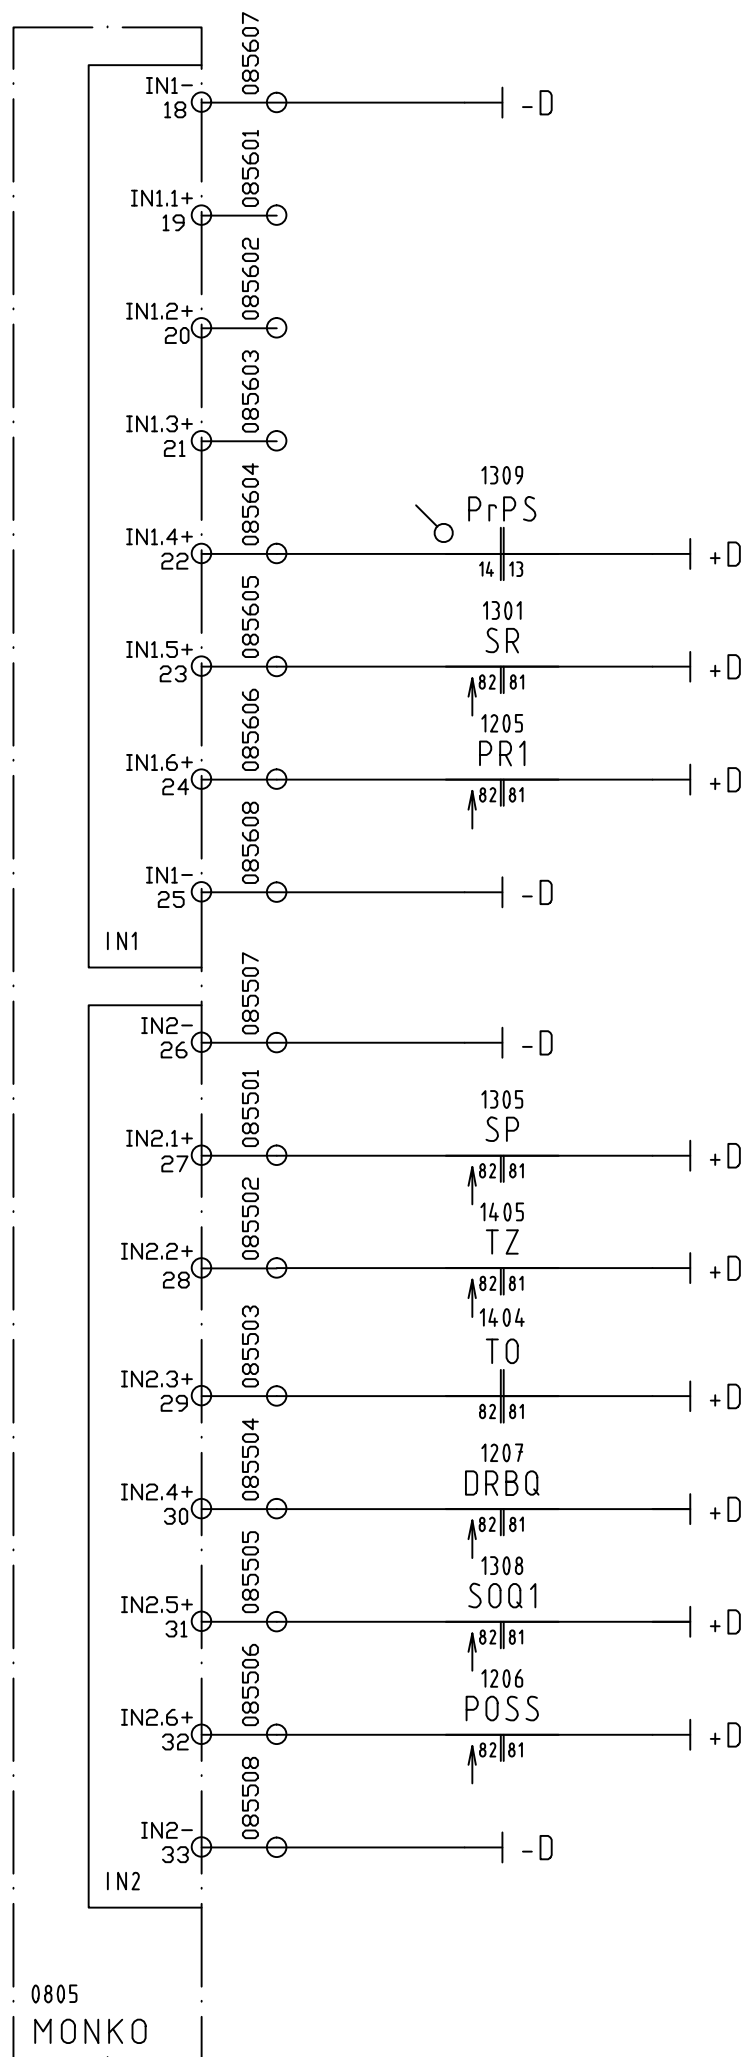 085607
IN1-
18
-D
085601
IN1.1+
19
085602
IN1.2+
20
085603
IN1.3+
21
085604
1309
PrPS
IN1.4+
22
14 13
+D
085605
1301
SR
IN1.5+
23
82 81
+D
085606
1205
PR1
IN1.6+
24
82 81
+D
085608
IN1-
25
-D
IN1
085507
IN2-
26
-D
085501
1305
SP
IN2.1+
27
82 81
+D
085502
1405
TZ
IN2.2+
28
82 81
+D
085503
1404
TO
IN2.3+
29
82 81
+D
085504
1207
DRBQ
IN2.4+
30
82 81
+D
085505
1308
SOQ1
IN2.5+
31
82 81
+D
085506
1206
POSS
IN2.6+
32
82 81
+D
085508
IN2-
33
-D
IN2
0805
MONKO